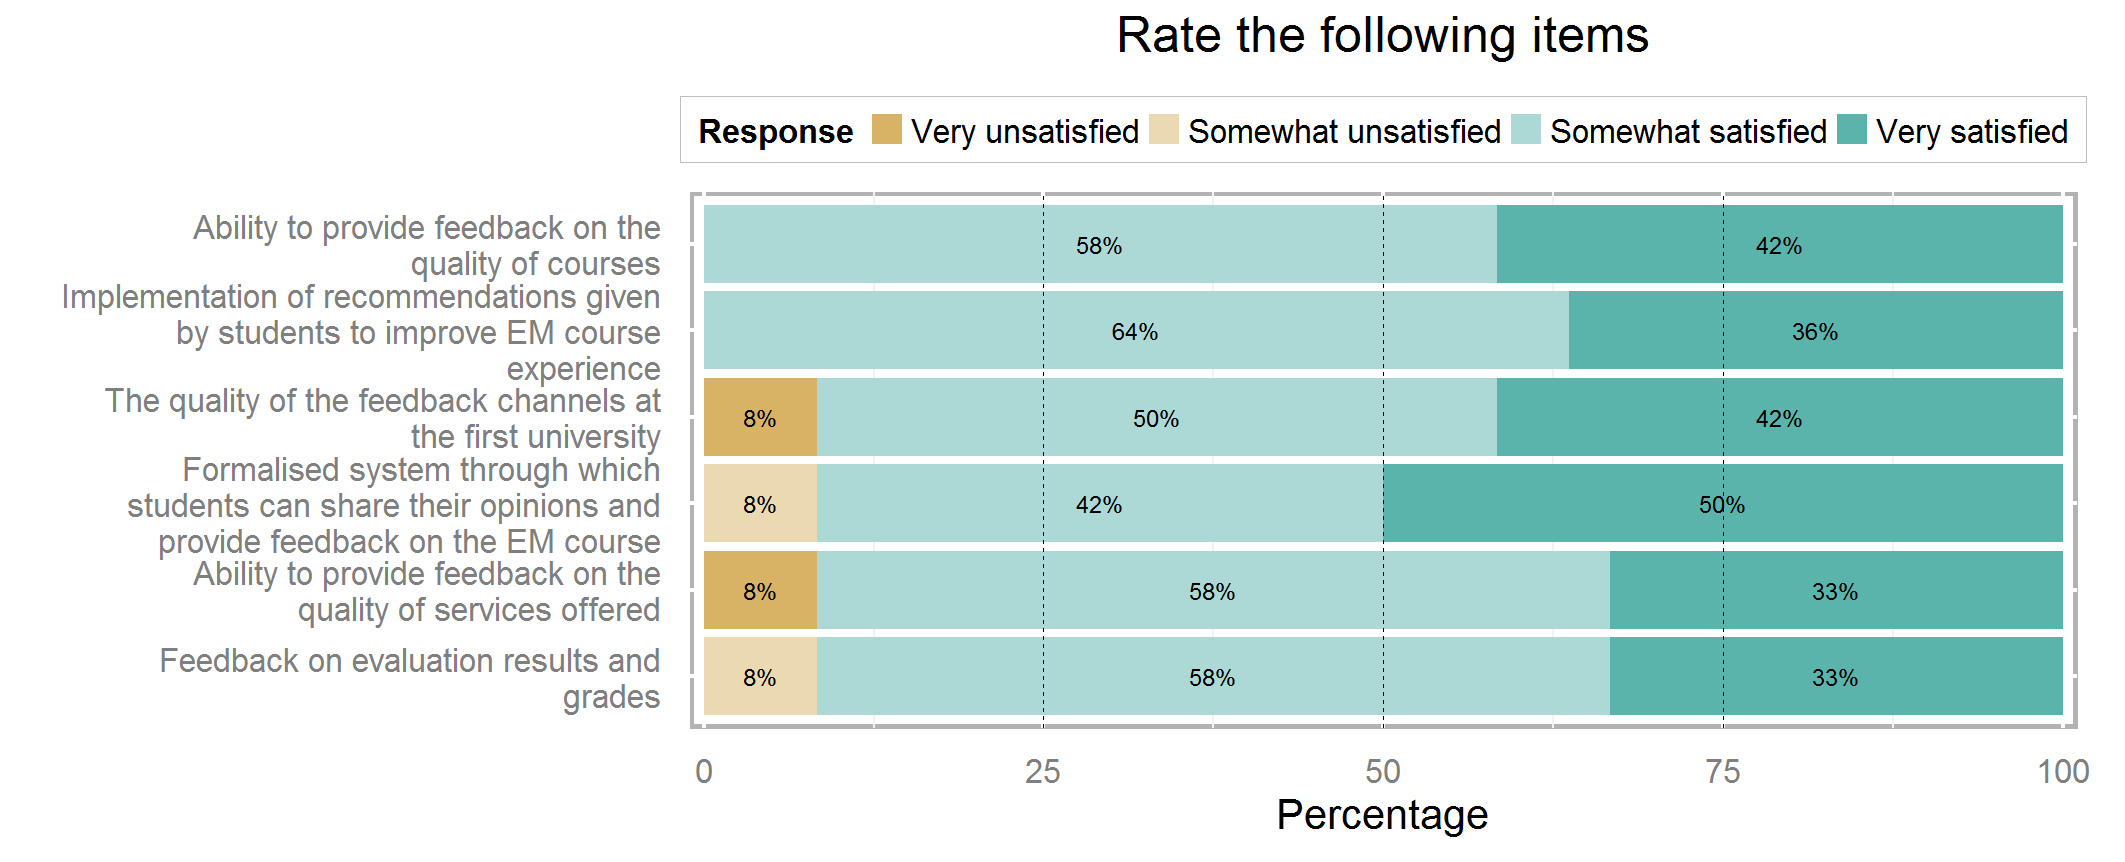 Rate the following items
Response Very unsatisfied Somewhat unsatisfied Somewhat satisfied Very satisfied
Ability to provide feedback on the
quality of courses
58% 42%
Implementation of recommendations given
by students to improve EM course
experience
64% 36%
The quality of the feedback channels at
the first university
8% 50% 42%
Formalised system through which
students can share their opinions and
provide feedback on the EM course
8% 42% 50%
Ability to provide feedback on the
quality of services offered
8% 58% 33%
Feedback on evaluation results and
grades
8% 58% 33%
0 25 50 75 100
Percentage